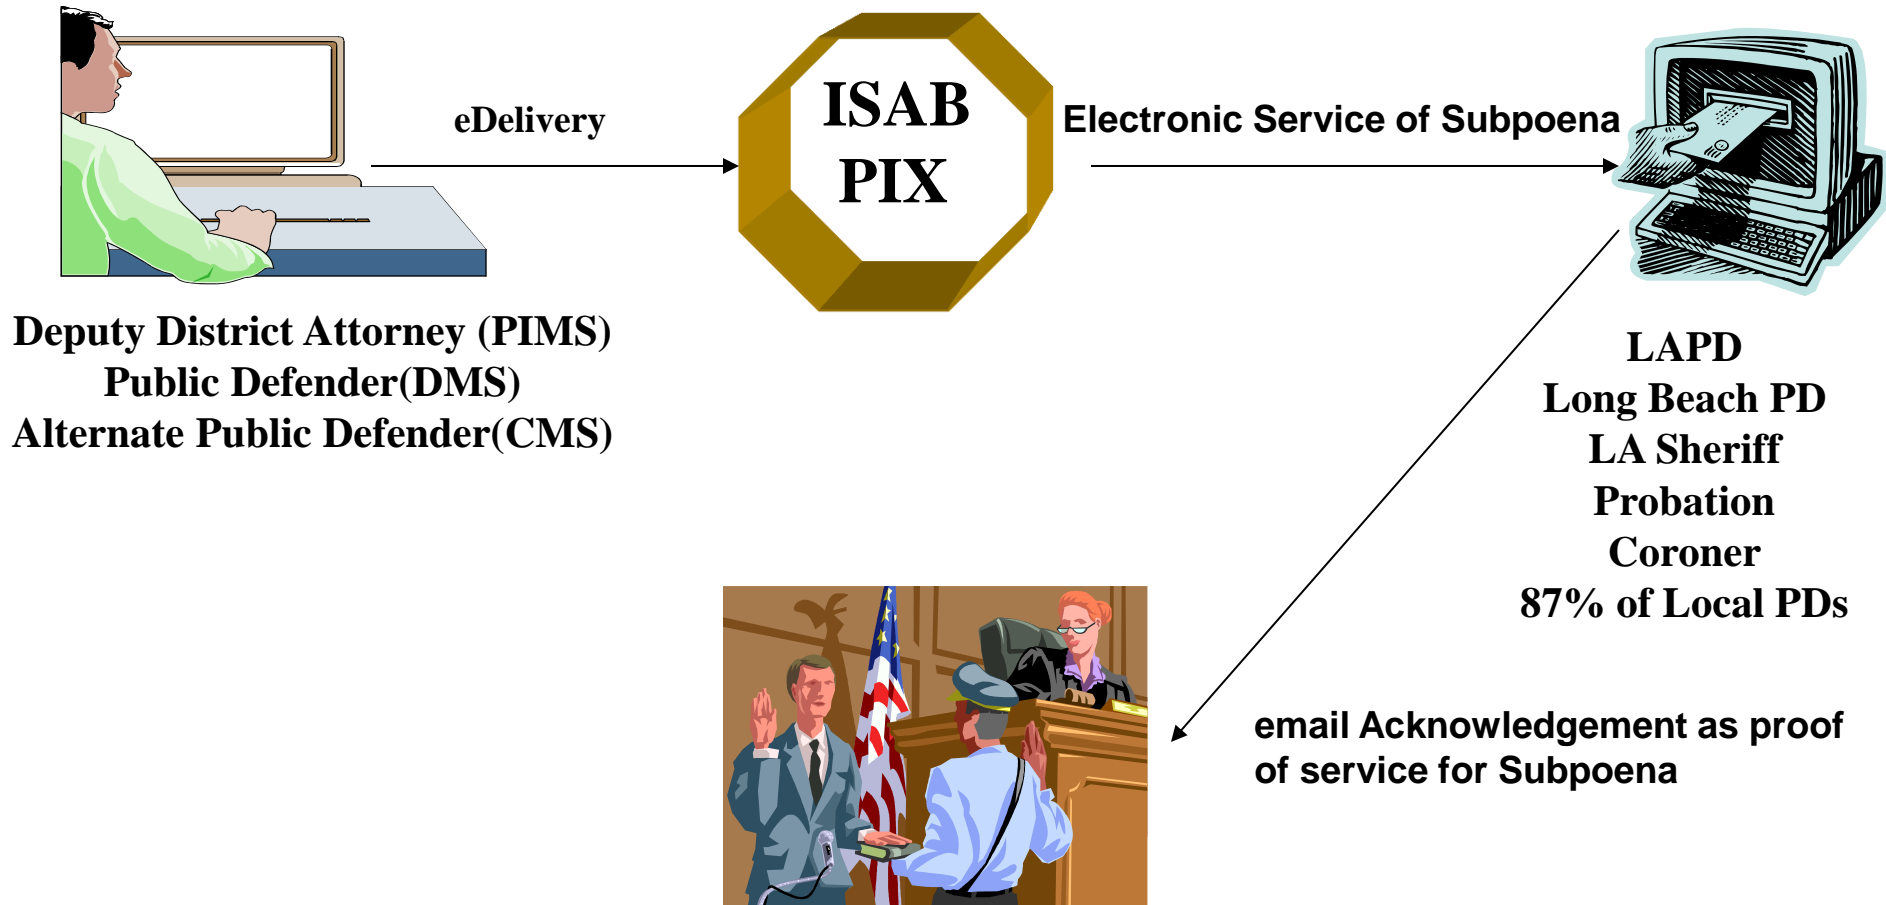 eDelivery
ISAB
PIX
Electronic Service of Subpoena
Deputy District Attorney (PIMS)
Public Defender(DMS)
Alternate Public Defender(CMS)
LAPD
Long Beach PD
LA Sheriff
Probation
Coroner
87% of Local PDs
email Acknowledgement as proof
of service for Subpoena